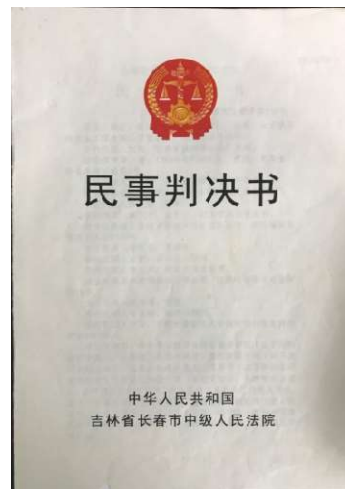 民事判决书
中华人民共和国
吉林省长春市中级人民法院